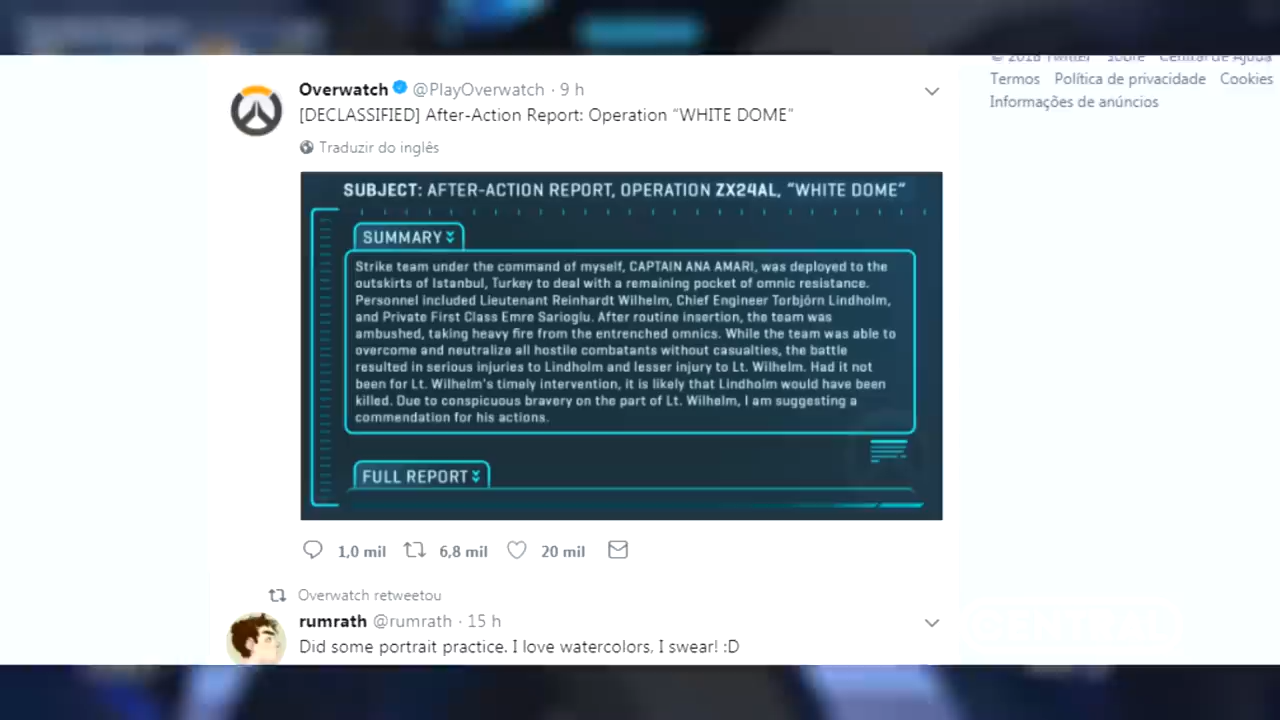 © 2018 Twitter Sobre Central de Ajuda
Termos Política de privacidade Cookies
Informações de anúncios
Overwatch @PlayOverwatch · 9 h
[DECLASSIFIED] After-Action Report: Operation “WHITE DOME”
Traduzir do inglês
SUBJECT: AFTER-ACTION REPORT, OPERATION ZX24AL, “WHITE DOME”
SUMMARY
Strike team under the command of myself, CAPTAIN ANA AMARI, was deployed to the
outskirts of Istanbul, Turkey to deal with a remaining pocket of omnic resistance.
Personnel included Lieutenant Reinhardt Wilhelm, Chief Engineer Torbjörn Lindholm,
and Private First Class Emre Sarioglu. After routine insertion, the team was
ambushed, taking heavy fire from the entrenched omnics. While the team was able to
overcome and neutralize all hostile combatants without casualties, the battle
resulted in serious injuries to Lindholm and lesser injury to Lt. Wilhelm. Had it not
been for Lt. Wilhelm's timely intervention, it is likely that Lindholm would have been
killed. Due to conspicuous bravery on the part of Lt. Wilhelm, I am suggesting a
commendation for his actions.
FULL REPORT
1,0 mil 6,8 mil 20 mil
Overwatch retweetou
rumrath @rumrath · 15 h
Did some portrait practice. I love watercolors, I swear! :D